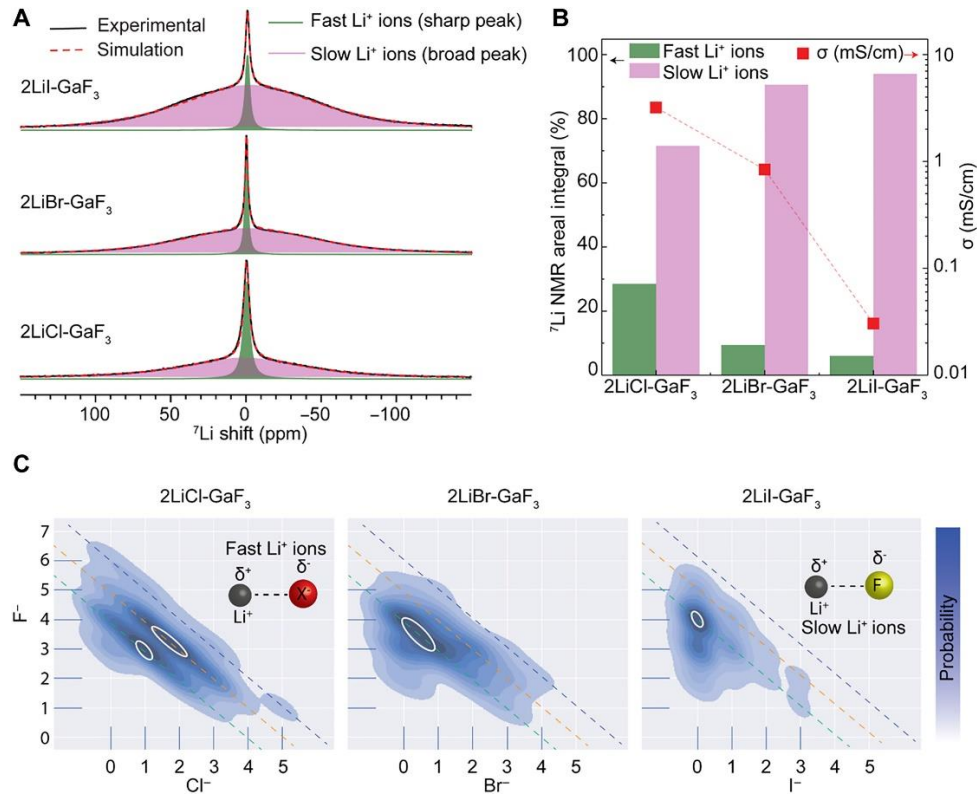 A
Experimental
Simulation
Fast Li⁺ ions (sharp peak)
Slow Li⁺ ions (broad peak)
2LiI-GaF₃
2LiBr-GaF₃
2LiCl-GaF₃
100 50 0 −50 −100
⁷Li shift (ppm)
B
Fast Li⁺ ions
Slow Li⁺ ions
σ (mS/cm)
⁷Li NMR areal integral (%)
100
80
60
40
20
0
10
1
0.1
0.01
σ (mS/cm)
2LiCl-GaF₃ 2LiBr-GaF₃ 2LiI-GaF₃
C
2LiCl-GaF₃
2LiBr-GaF₃
2LiI-GaF₃
F⁻
7
6
5
4
3
2
1
0
Fast Li⁺ ions
δ⁺ δ⁻
X⁻
Li⁺
δ⁺ δ⁻
F
Li⁺
Slow Li⁺ ions
0 1 2 3 4 5
Cl⁻
0 1 2 3 4 5
Br⁻
0 1 2 3 4 5
I⁻
Probability